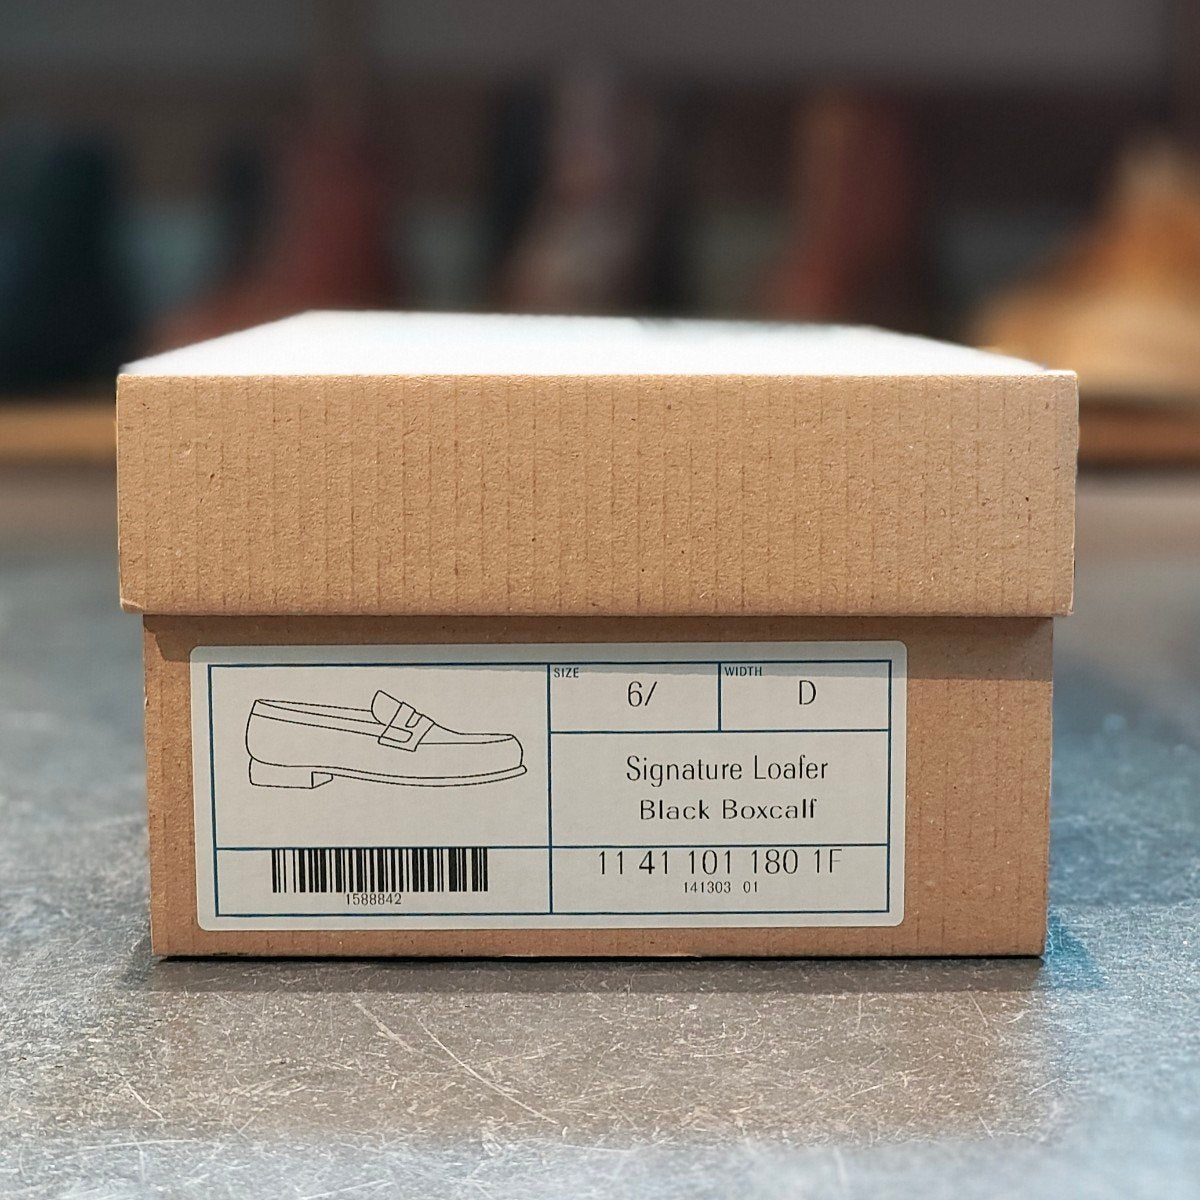 SIZE
6/
WIDTH
D
Signature Loafer
Black Boxcalf
1588842
11 41 101 180 1F
141303 01